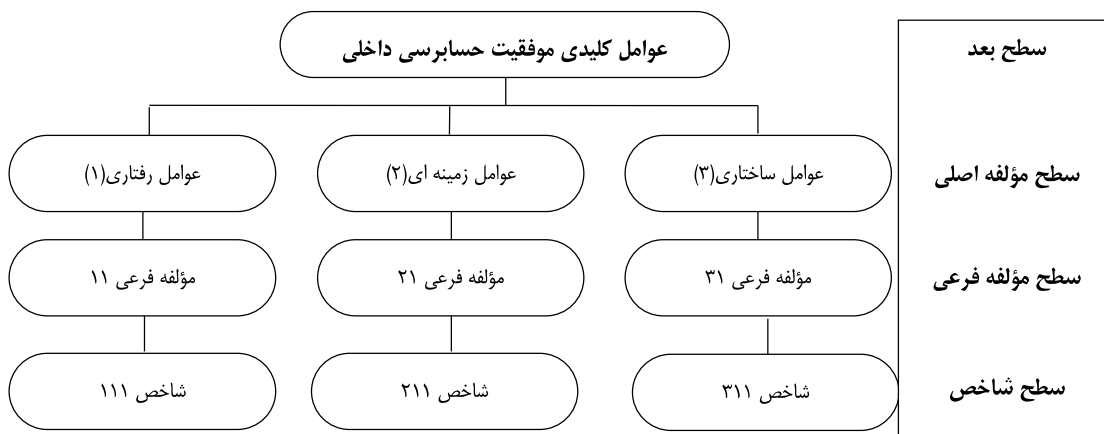 سطح بعد
عوامل کلیدی موفقیت حسابرسی داخلی
سطح مؤلفه اصلی
عوامل ساختاری(۳)
عوامل زمینه ای(۲)
عوامل رفتاری(۱)
سطح مؤلفه فرعی
مؤلفه فرعی ۳۱
مؤلفه فرعی ۲۱
مؤلفه فرعی ۱۱
سطح شاخص
شاخص ۳۱۱
شاخص ۲۱۱
شاخص ۱۱۱